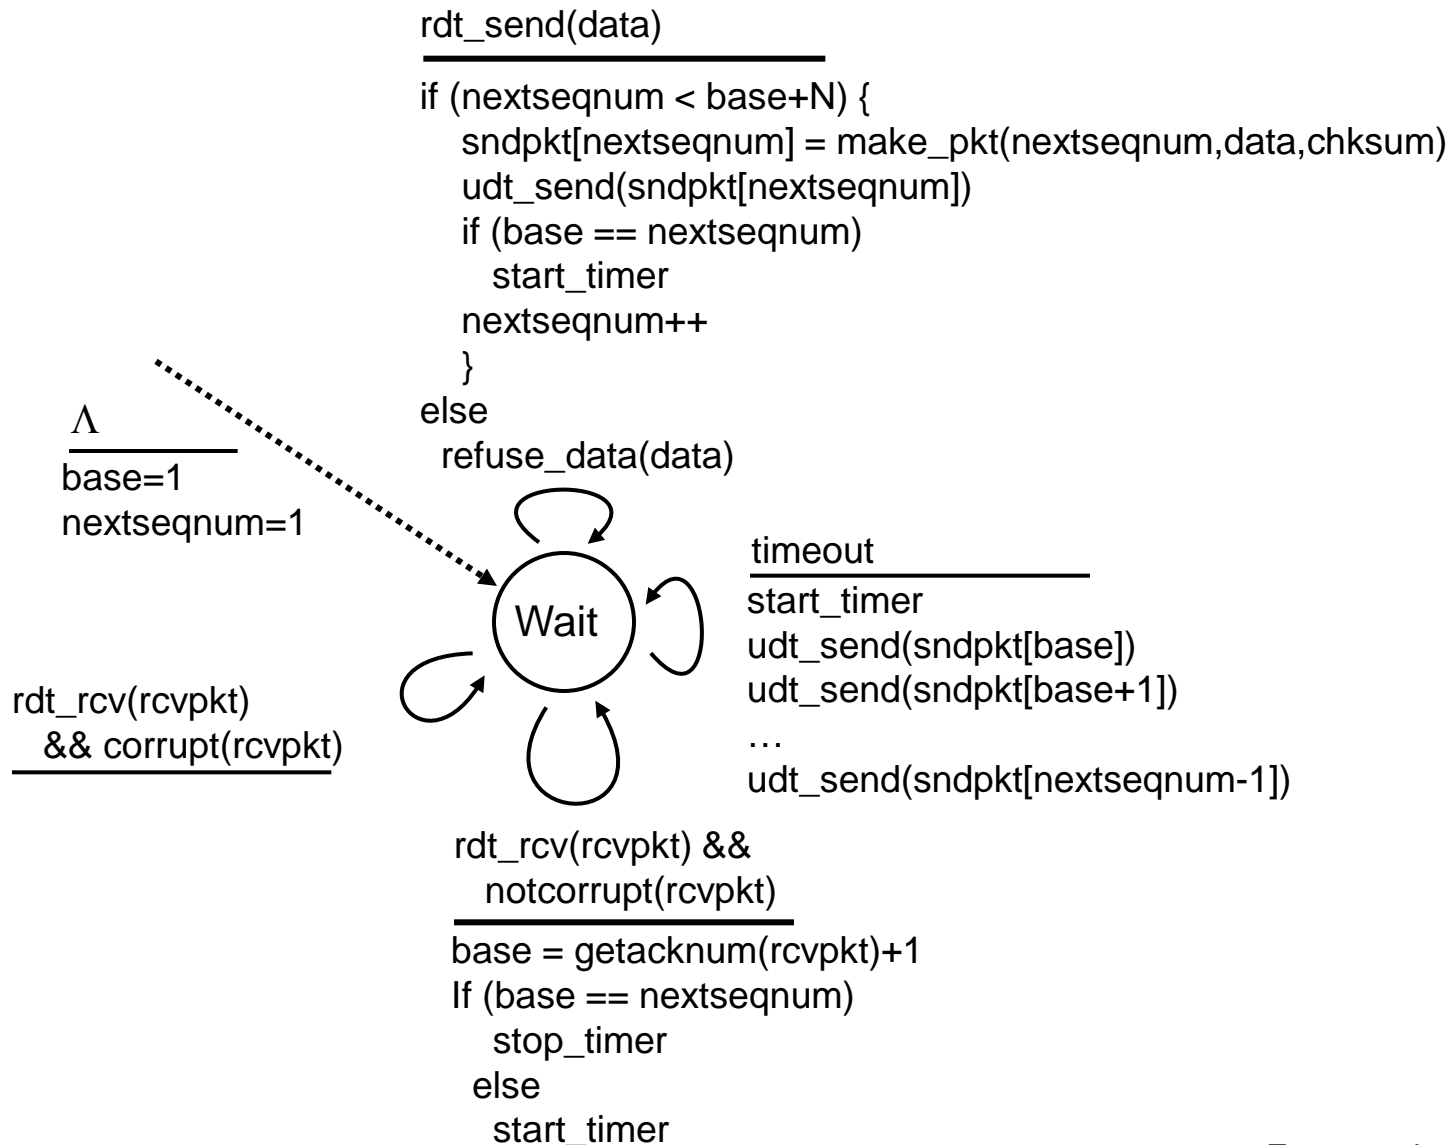 rdt_send(data)
if (nextseqnum < base+N) {
sndpkt[nextseqnum] = make_pkt(nextseqnum,data,chksum)
udt_send(sndpkt[nextseqnum])
if (base == nextseqnum)
start_timer
nextseqnum++
}
else
refuse_data(data)
Λ
base=1
nextseqnum=1
Wait
timeout
start_timer
udt_send(sndpkt[base])
udt_send(sndpkt[base+1])
…
udt_send(sndpkt[nextseqnum-1])
rdt_rcv(rcvpkt)
&& corrupt(rcvpkt)
rdt_rcv(rcvpkt) &&
notcorrupt(rcvpkt)
base = getacknum(rcvpkt)+1
If (base == nextseqnum)
stop_timer
else
start_timer